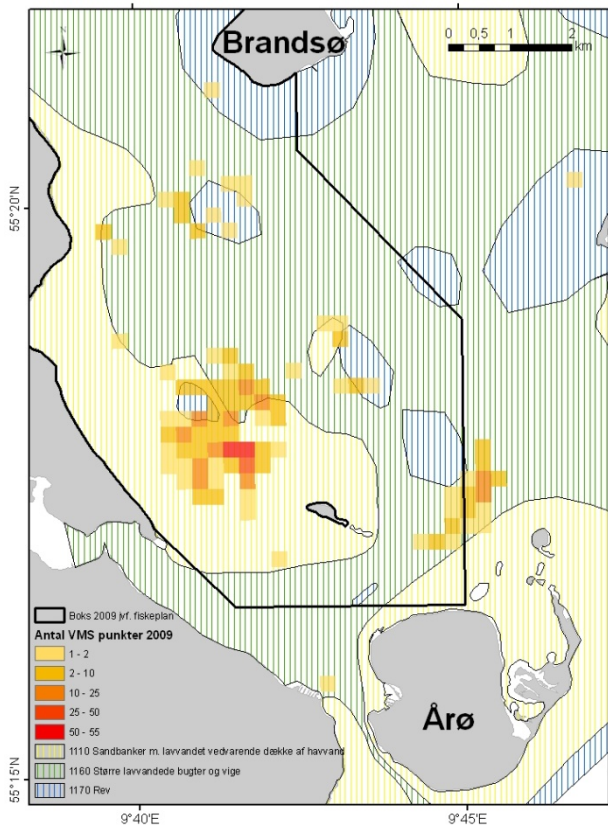 Brandsø
0 0,5 1 2
km
55°20'N
Årø
Boks 2009 jvf. fiskeplan
Antal VMS punkter 2009
1 - 2
2 - 10
10 - 25
25 - 50
50 - 55
1110 Sandbanker m. lavvandet vedvarende dække af havvand
1160 Større lavvandede bugter og vige
1170 Rev
55°15'N
9°40'E
9°45'E